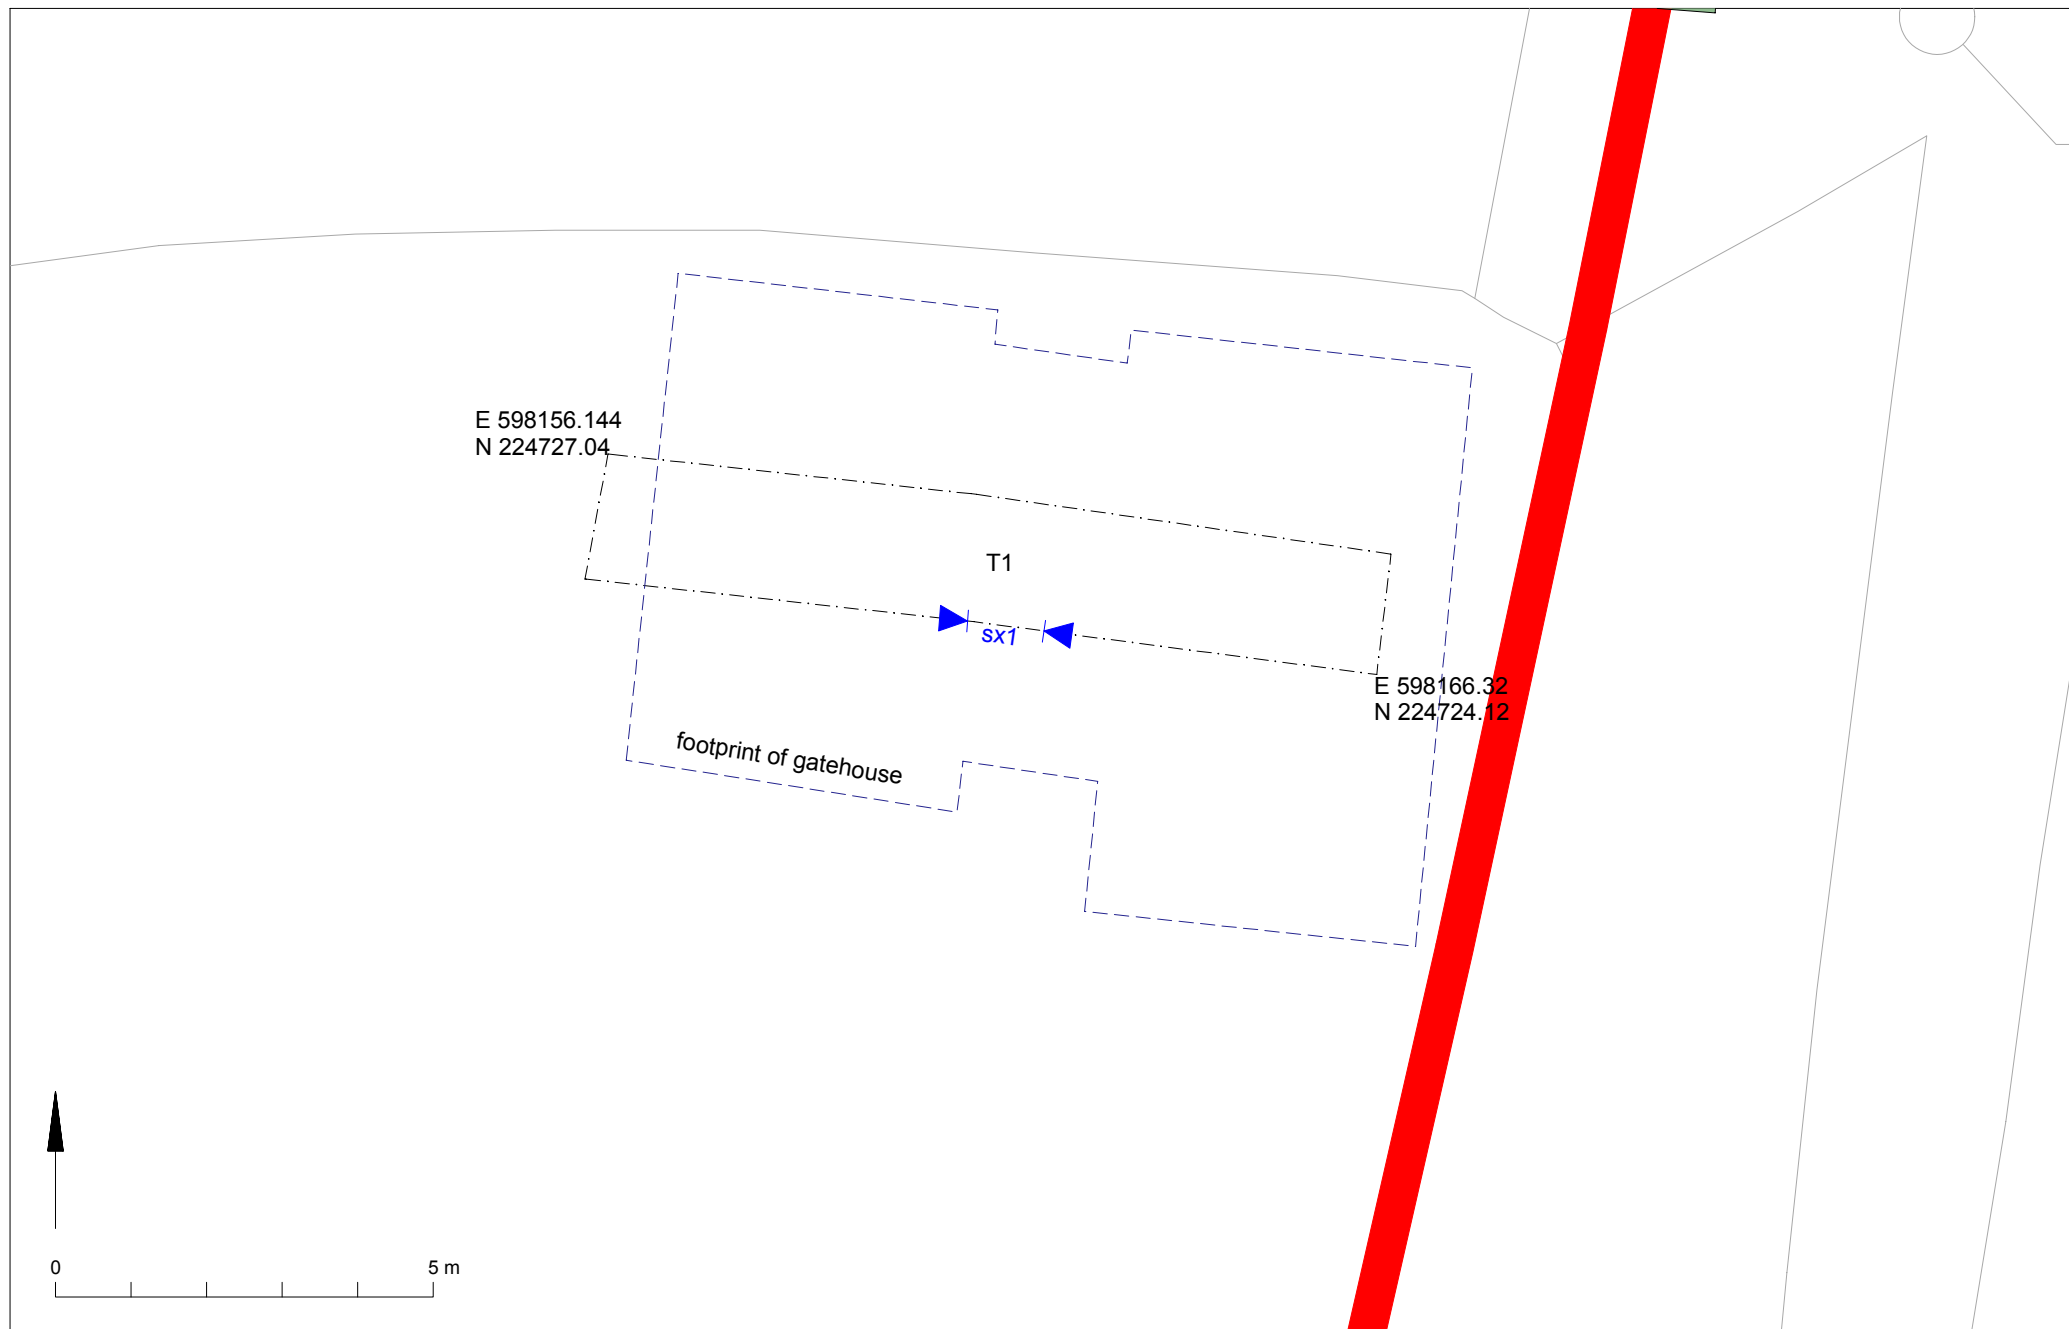 E 598156.144
N 224727.04
T1
sx1
E 598166.32
N 224724.12
footprint of gatehouse
0 5 m